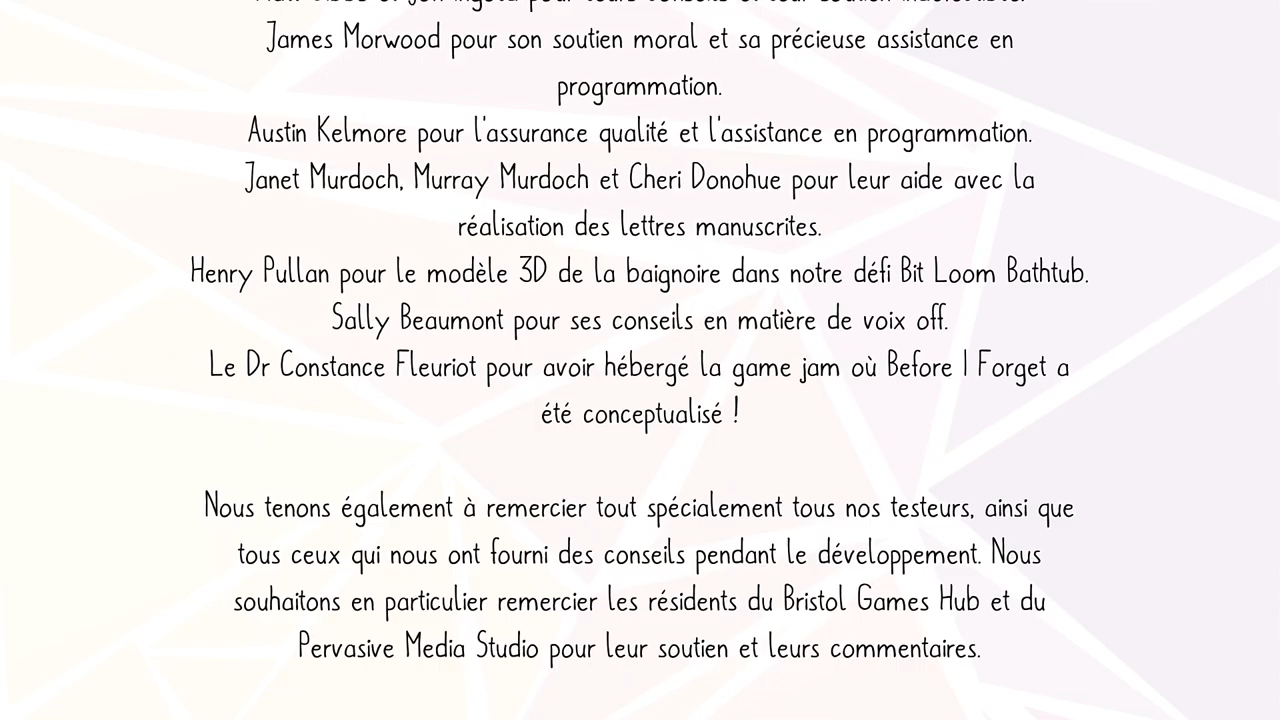 James Morwood pour son soutien moral et sa précieuse assistance en
programmation.
Austin Kelmore pour l'assurance qualité et l'assistance en programmation.
Janet Murdoch, Murray Murdoch et Cheri Donohue pour leur aide avec la
réalisation des lettres manuscrites.
Henry Pullan pour le modèle 3D de la baignoire dans notre défi Bit Loom Bathtub.
Sally Beaumont pour ses conseils en matière de voix off.
Le Dr Constance Fleuriot pour avoir hébergé la game jam où Before I Forget a
été conceptualisé !
Nous tenons également à remercier tout spécialement tous nos testeurs, ainsi que
tous ceux qui nous ont fourni des conseils pendant le développement. Nous
souhaitons en particulier remercier les résidents du Bristol Games Hub et du
Pervasive Media Studio pour leur soutien et leurs commentaires.